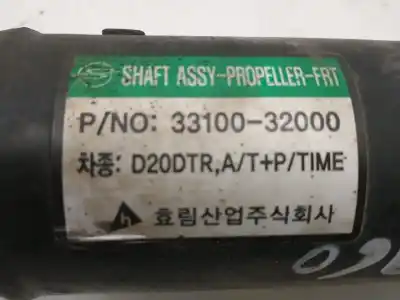 SHAFT ASSY-PROPELLER-FRT
P/NO: 33100-32000
차종: D20DTR,A/T+P/TIME
효림산업주식회사